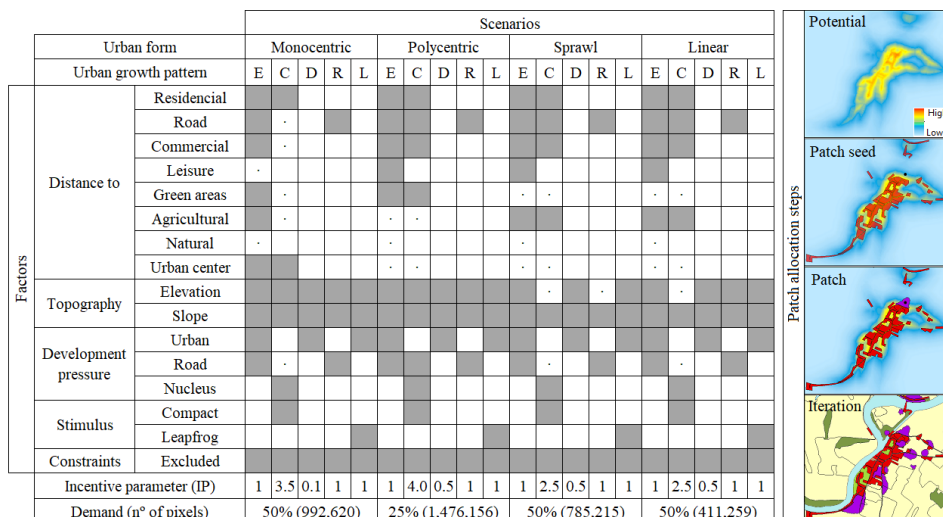 Scenarios
Urban form Monocentric Polycentric Sprawl Linear
Urban growth pattern E C D R L E C D R L E C D R L E C D R L
Factors
Distance to
Residencial
Road
Commercial
Leisure
Green areas
Agricultural
Natural
Urban center
Topography
Elevation
Slope
Development pressure
Urban
Road
Nucleus
Stimulus
Compact
Leapfrog
Constraints
Excluded
Incentive parameter (IP) 1 3.5 0.1 1 1 1 4.0 0.5 1 1 1 2.5 0.5 1 1 1 2.5 0.5 1 1
Demand (nº of pixels) 50% (992.620) 25% (1.476.156) 50% (785.215) 50% (411.259)
Patch allocation steps
Potential
High
Low
Patch seed
Patch
Iteration